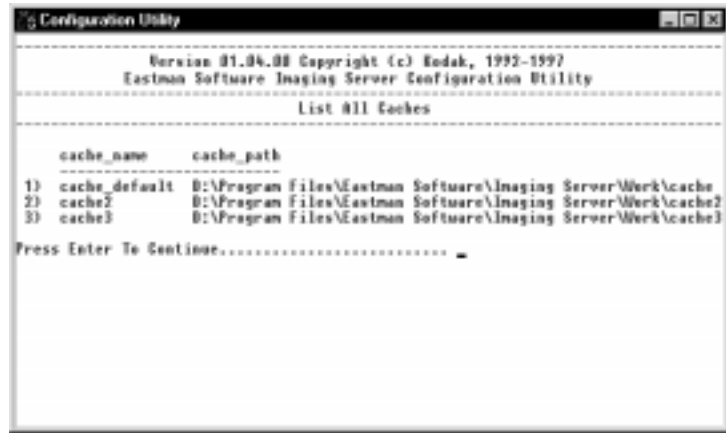 Configuration Utility
Version 01.04.00 Copyright (c) Kodak, 1992-1997
Eastman Software Imaging Server Configuration Utility
List All Caches
cache_name cache_path
1) cache_default D:\Program Files\Eastman Software\Imaging Server\Work\cache
2) cache2 D:\Program Files\Eastman Software\Imaging Server\Work\cache2
3) cache3 D:\Program Files\Eastman Software\Imaging Server\Work\cache3
Press Enter To Continue.......................... _